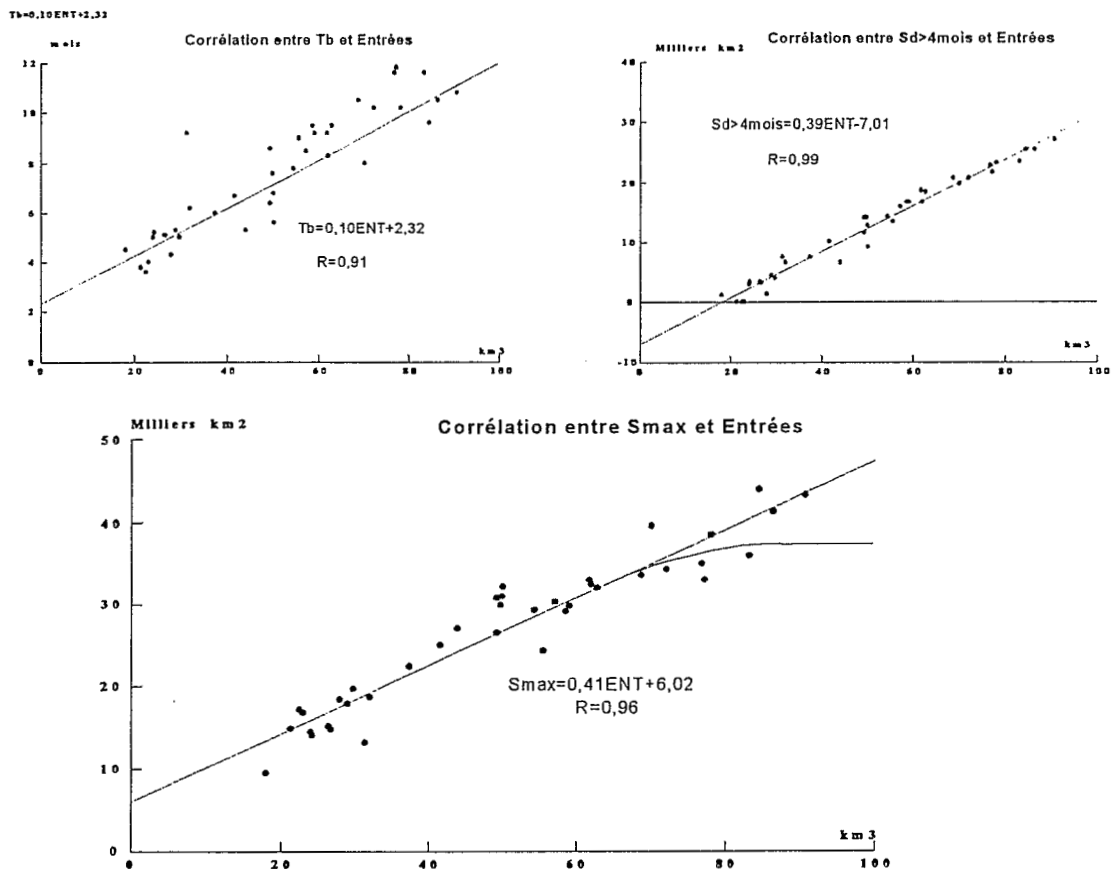 Tb=0,10ENT+2,32
mois
Corrélation entre Tb et Entrées
12
10
8
6
4
2
0
Tb=0,10ENT+2,32
R=0,91
km3
0 20 40 60 80 100
Milliers km2
Corrélation entre Sd>4mois et Entrées
40
30
20
10
0
-10
Sd>4mois=0,39ENT-7,01
R=0,99
km3
0 20 40 60 80 100
Milliers km2
Corrélation entre Smax et Entrées
50
40
30
20
10
0
Smax=0,41ENT+6,02
R=0,96
km3
0 20 40 60 80 100